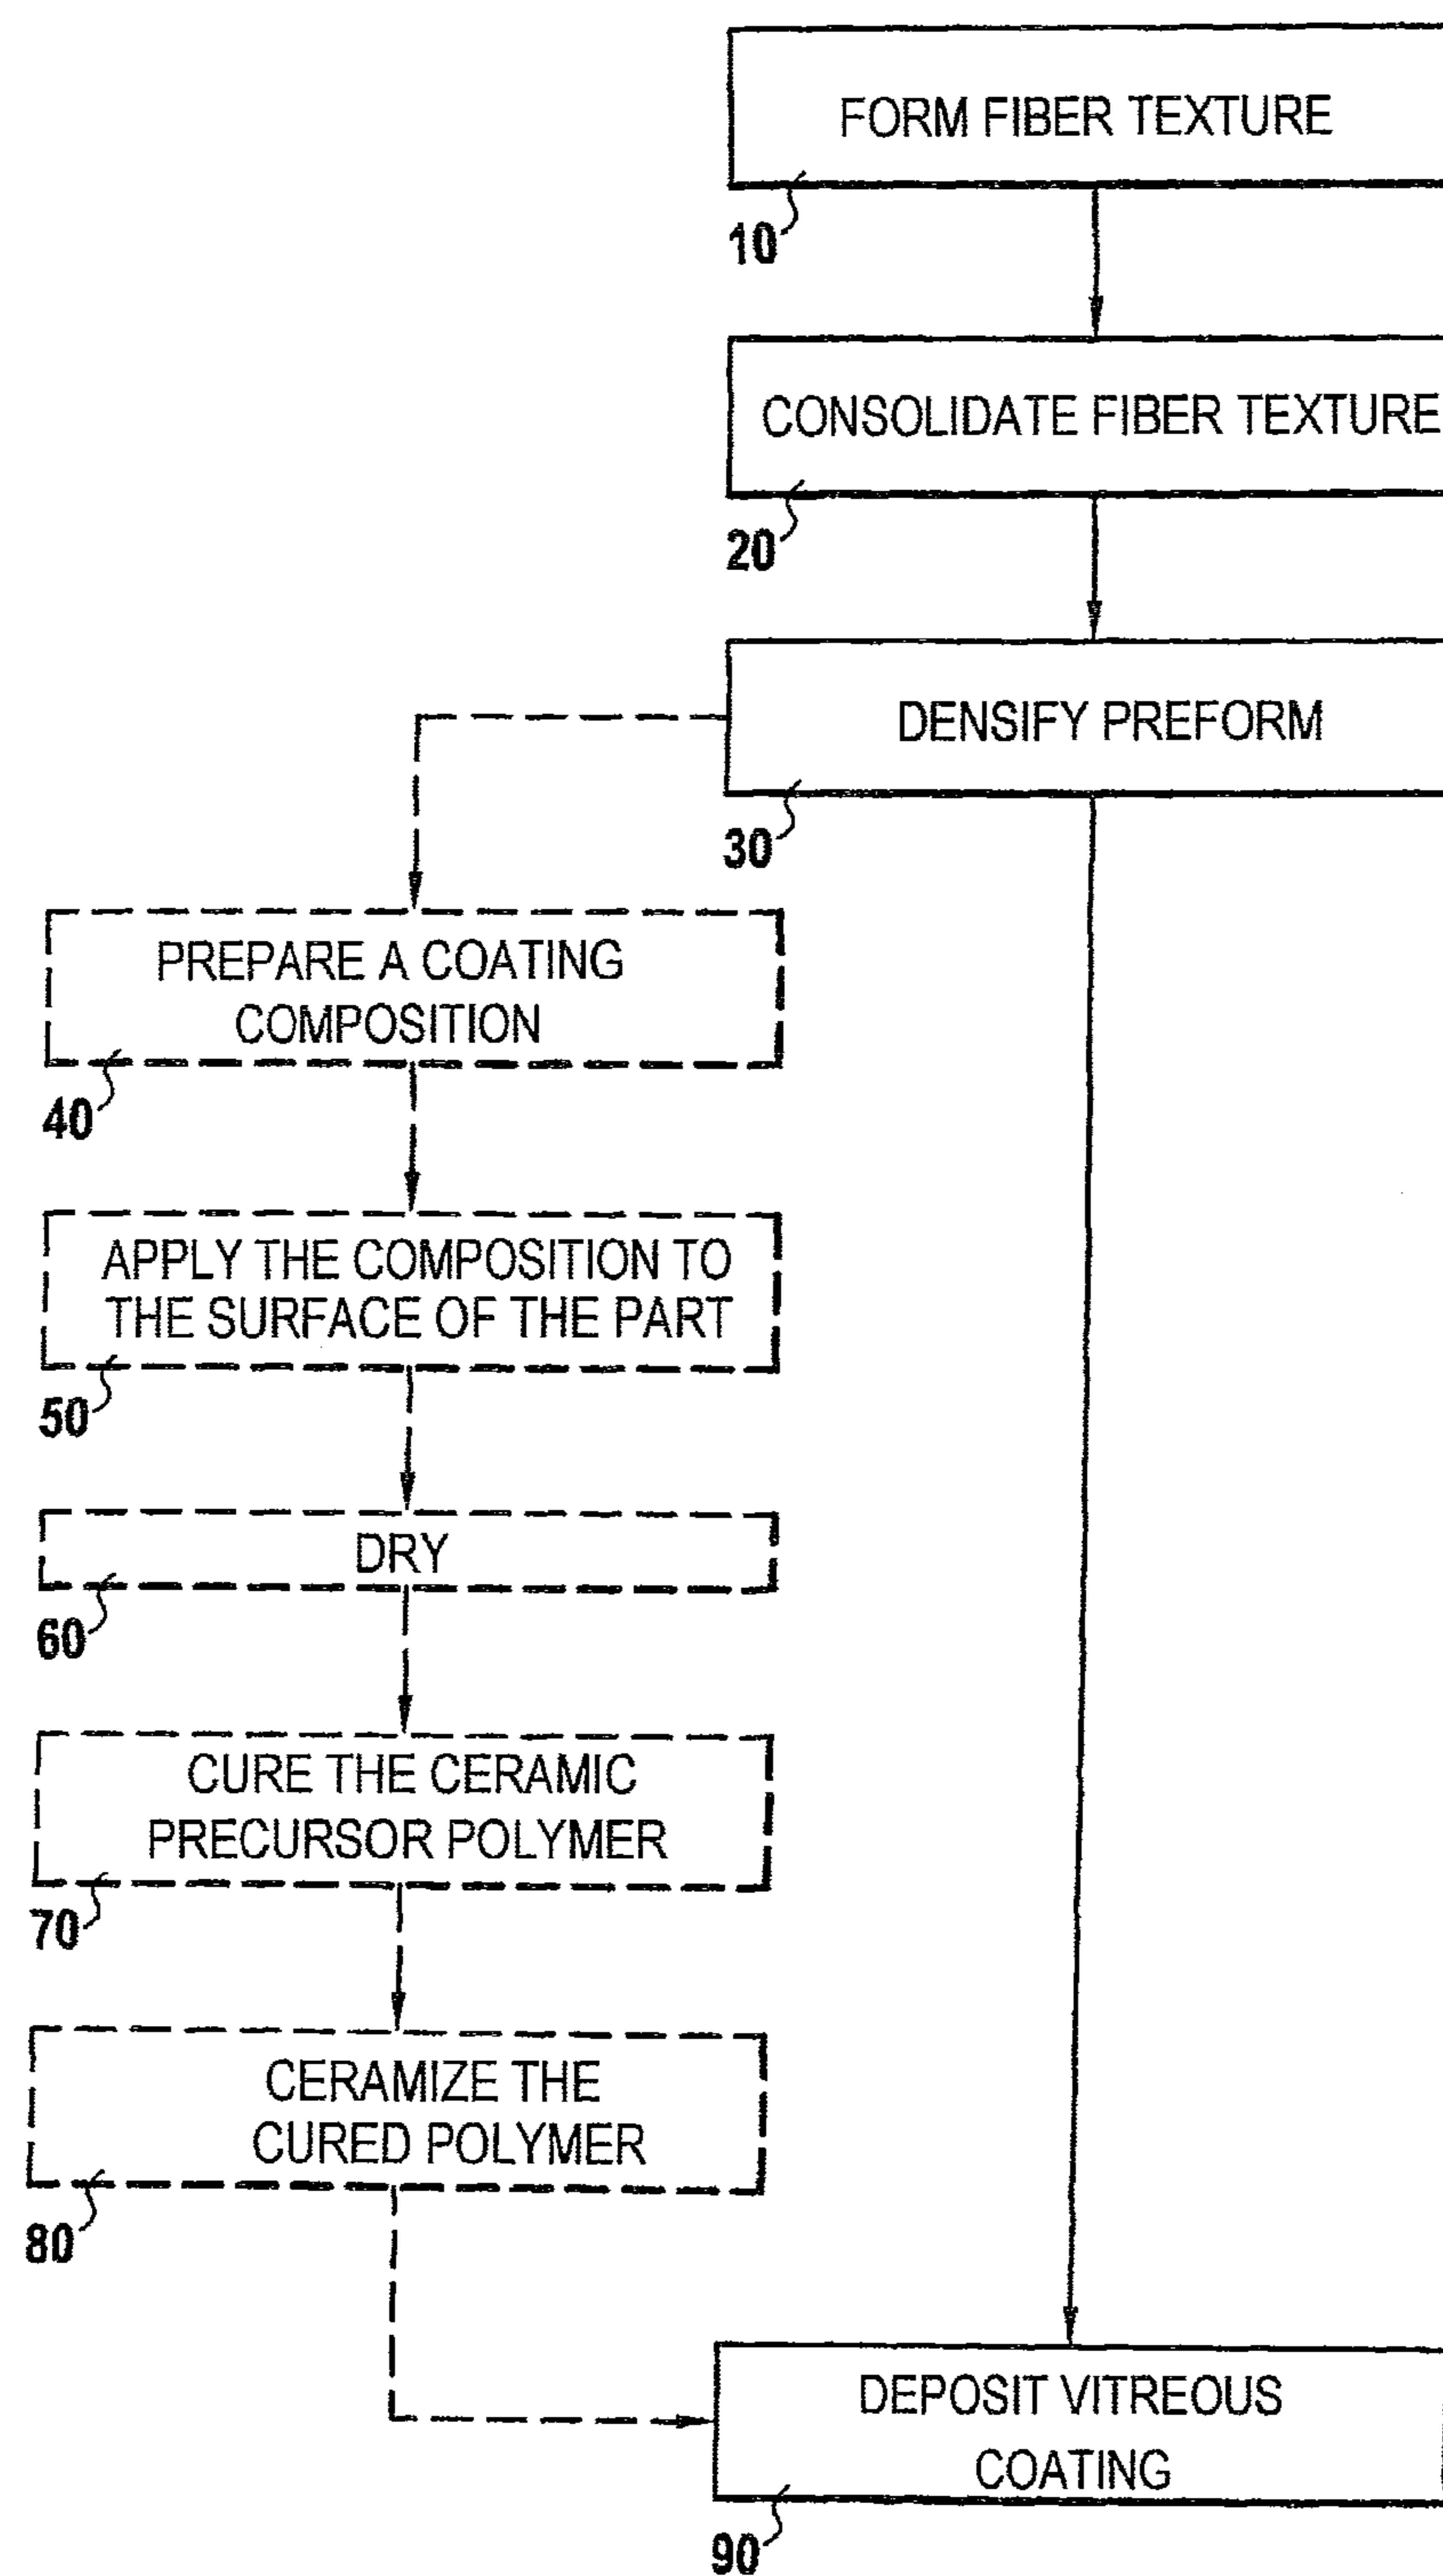 FORM FIBER TEXTURE
10
CONSOLIDATE FIBER TEXTURE
20
DENSIFY PREFORM
30
PREPARE A COATING
COMPOSITION
40
APPLY THE COMPOSITION TO
THE SURFACE OF THE PART
50
DRY
60
CURE THE CERAMIC
PRECURSOR POLYMER
70
CERAMIZE THE
CURED POLYMER
80
DEPOSIT VITREOUS
COATING
90